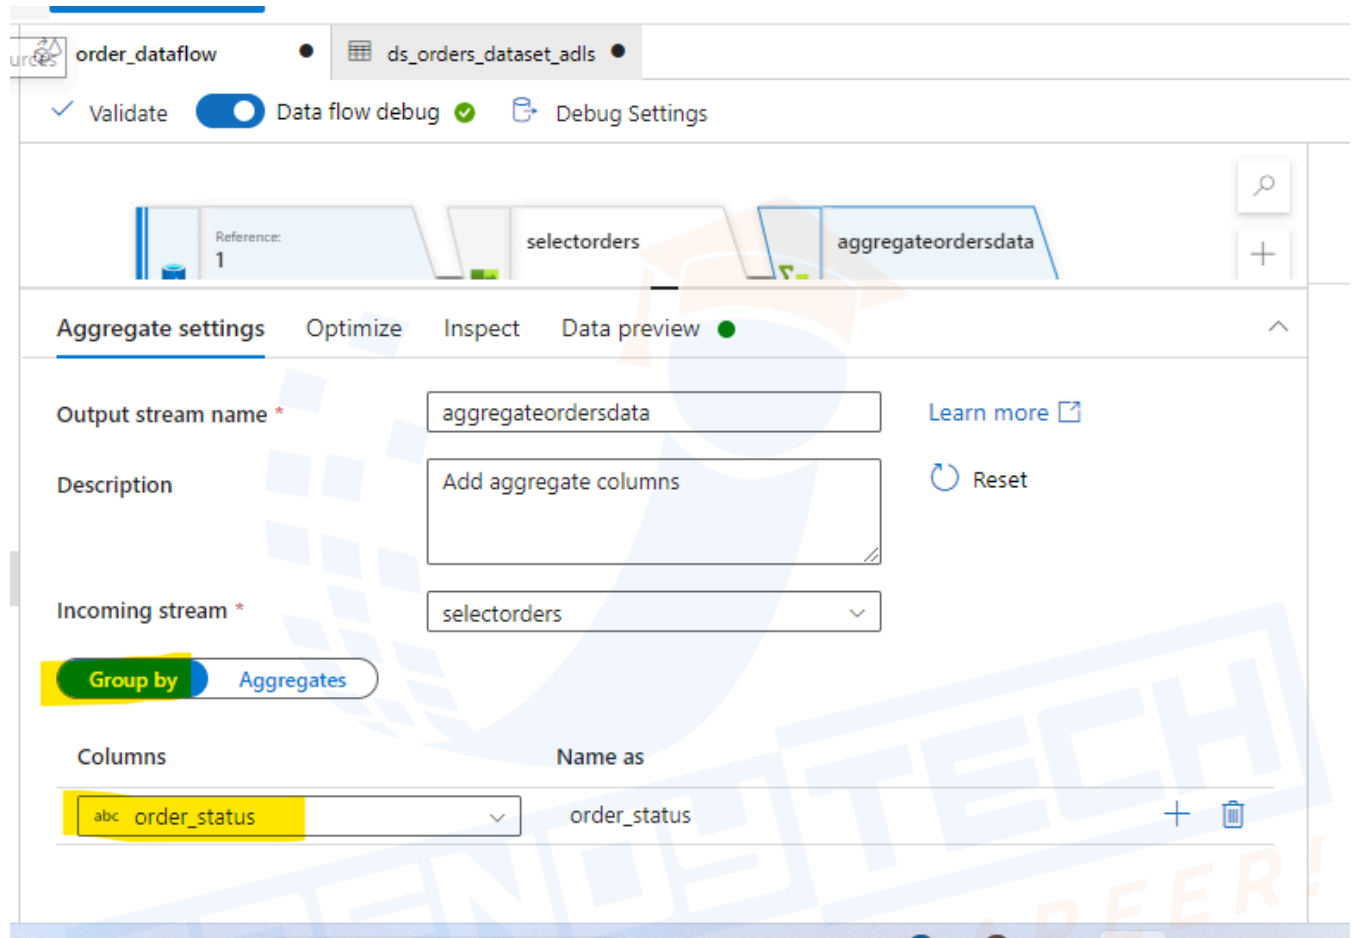 urces
order_dataflow
ds_orders_dataset_adls
Validate
Data flow debug
Debug Settings
Reference:
1
selectorders
aggregateordersdata
Aggregate settings
Optimize
Inspect
Data preview
Output stream name *
aggregateordersdata
Learn more
Description
Add aggregate columns
Reset
Incoming stream *
selectorders
Group by
Aggregates
Columns
Name as
abc order_status
order_status